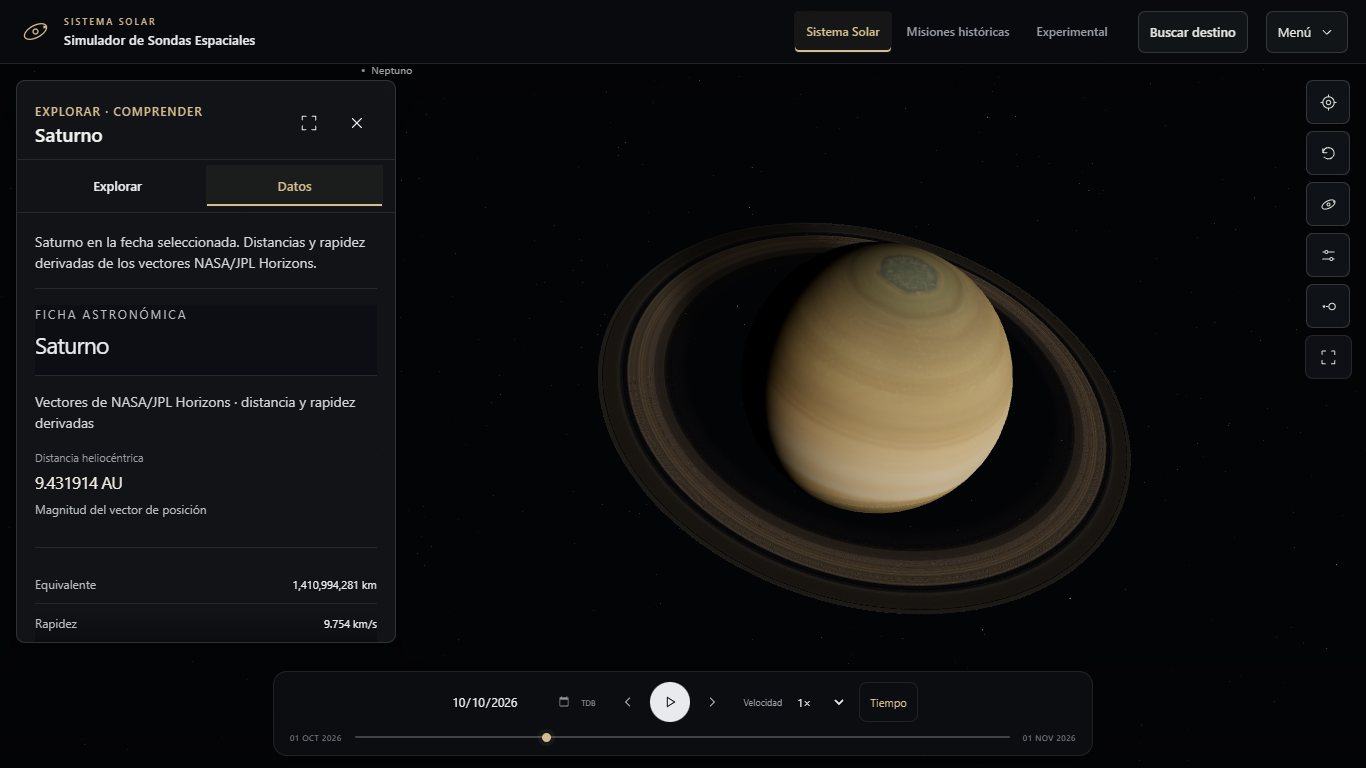 SISTEMA SOLAR
Simulador de Sondas Espaciales
Sistema Solar
Misiones históricas
Experimental
Buscar destino
Menú
Neptuno
EXPLORAR · COMPRENDER
Saturno
Explorar
Datos
Saturno en la fecha seleccionada. Distancias y rapidez
derivadas de los vectores NASA/JPL Horizons.
FICHA ASTRONÓMICA
Saturno
Vectores de NASA/JPL Horizons · distancia y rapidez
derivadas
Distancia heliocéntrica
9.431914 AU
Magnitud del vector de posición
Equivalente
1,410,994,281 km
Rapidez
9.754 km/s
10/10/2026
TDB
Velocidad
1×
Tiempo
01 OCT 2026
01 NOV 2026